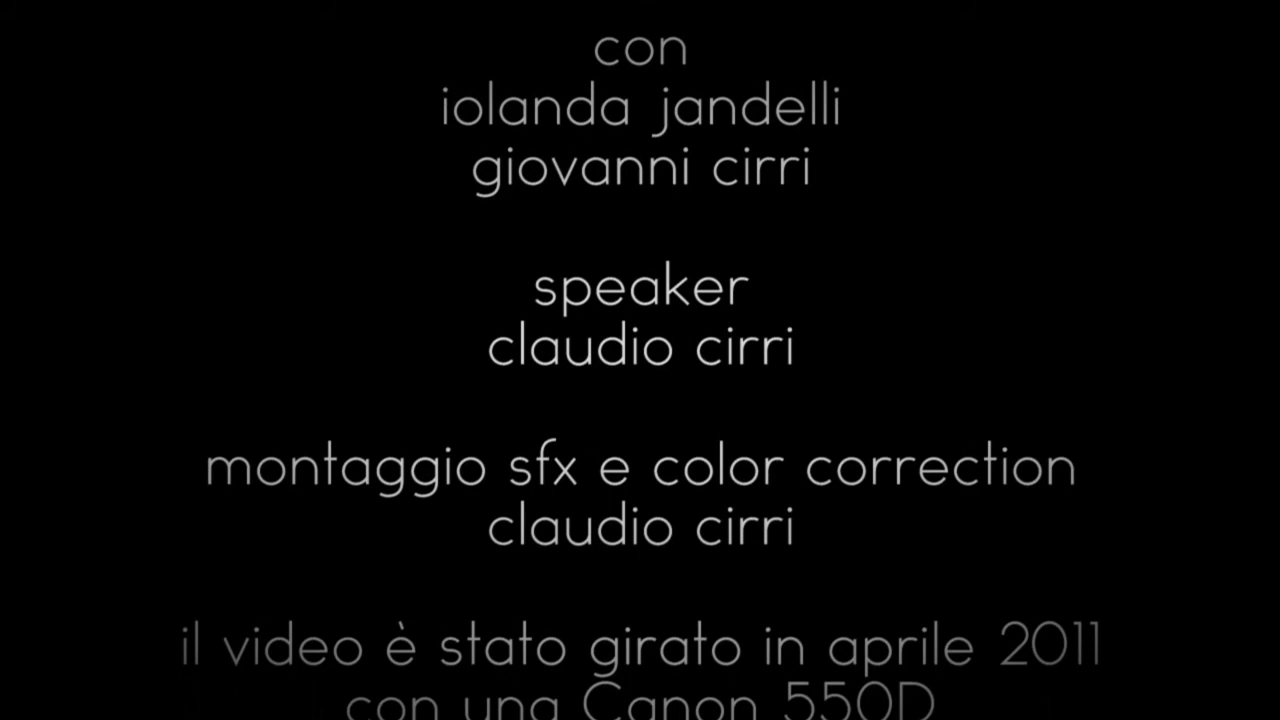 con
iolanda jandelli
giovanni cirri
speaker
claudio cirri
montaggio sfx e color correction
claudio cirri
il video è stato girato in aprile 2011
con una Canon 550D